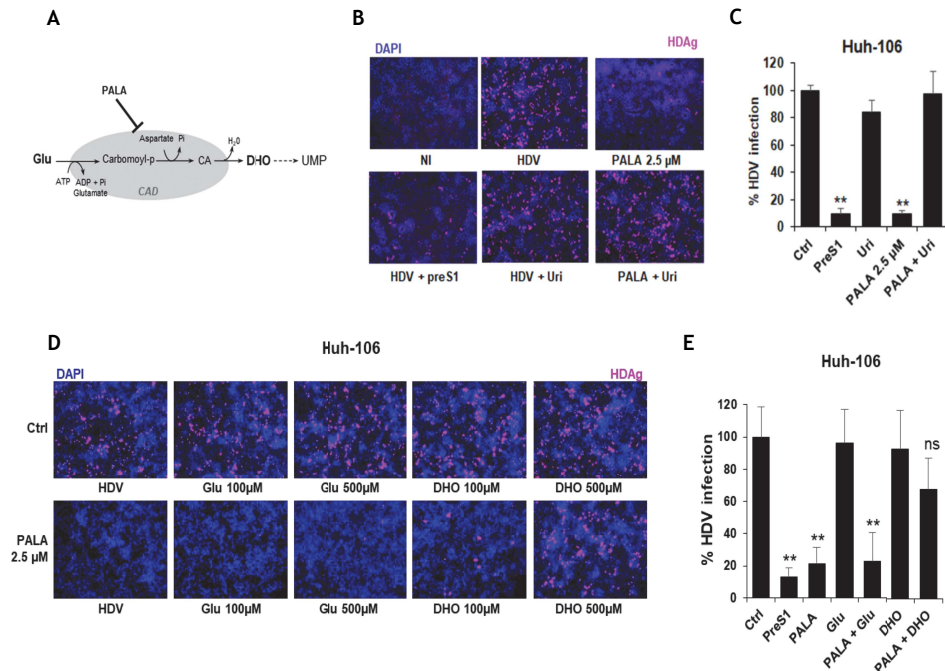 A
PALA
Aspartate Pi
H20
Glu
Carbomoyl-p
CA
DHO
UMP
ATP
ADP + Pi
Glutamate
CAD
B
DAPI
HDAg
NI
HDV
PALA 2.5 µM
HDV + preS1
HDV + Uri
PALA + Uri
C
Huh-106
% HDV infection
120
100
80
60
40
20
0
**
**
Ctrl
PreS1
Uri
PALA 2.5 µM
PALA + Uri
D
Huh-106
DAPI
HDAg
Ctrl
HDV
Glu 100µM
Glu 500µM
DHO 100µM
DHO 500µM
PALA
2.5 µM
HDV
Glu 100µM
Glu 500µM
DHO 100µM
DHO 500µM
E
Huh-106
% HDV infection
120
100
80
60
40
20
0
**
**
**
ns
Ctrl
PreS1
PALA
Glu
PALA + Glu
DHO
PALA + DHO